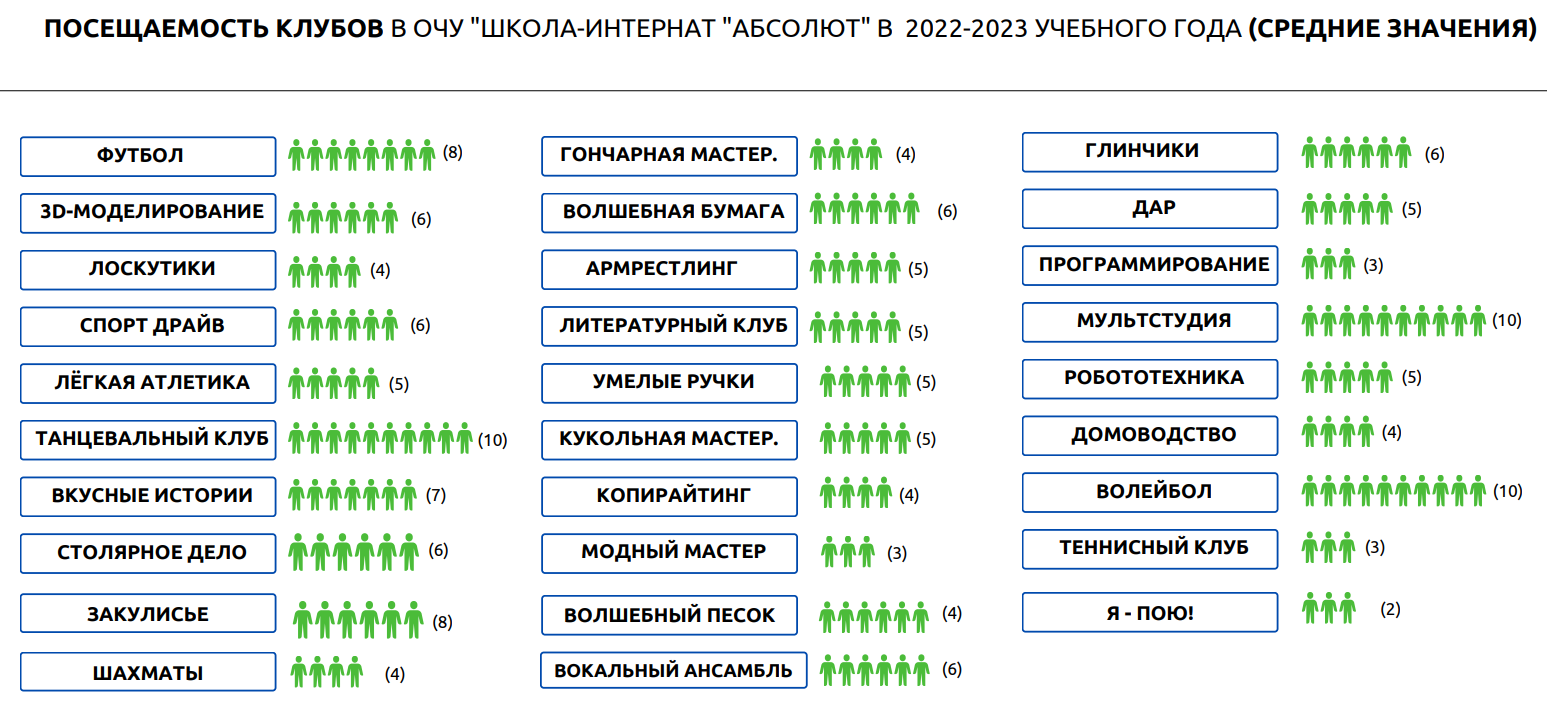 ПОСЕЩАЕМОСТЬ КЛУБОВ В ОЧУ "ШКОЛА-ИНТЕРНАТ "АБСОЛЮТ" В 2022-2023 УЧЕБНОГО ГОДА (СРЕДНИЕ ЗНАЧЕНИЯ)
ФУТБОЛ (8)
3D-МОДЕЛИРОВАНИЕ (6)
ЛОСКУТИКИ (4)
СПОРТ ДРАЙВ (6)
ЛЁГКАЯ АТЛЕТИКА (5)
ТАНЦЕВАЛЬНЫЙ КЛУБ (10)
ВКУСНЫЕ ИСТОРИИ (7)
СТОЛЯРНОЕ ДЕЛО (6)
ЗАКУЛИСЬЕ (8)
ШАХМАТЫ (4)
ГОНЧАРНАЯ МАСТЕР. (4)
ВОЛШЕБНАЯ БУМАГА (6)
АРМРЕСТЛИНГ (5)
ЛИТЕРАТУРНЫЙ КЛУБ (5)
УМЕЛЫЕ РУЧКИ (5)
КУКОЛЬНАЯ МАСТЕР. (5)
КОПИРАЙТИНГ (4)
МОДНЫЙ МАСТЕР (3)
ВОЛШЕБНЫЙ ПЕСОК (4)
ВОКАЛЬНЫЙ АНСАМБЛЬ (6)
ГЛИНЧИКИ (6)
ДАР (5)
ПРОГРАММИРОВАНИЕ (3)
МУЛЬТСТУДИЯ (10)
РОБОТОТЕХНИКА (5)
ДОМОВОДСТВО (4)
ВОЛЕЙБОЛ (10)
ТЕННИСНЫЙ КЛУБ (3)
Я - ПОЮ! (2)